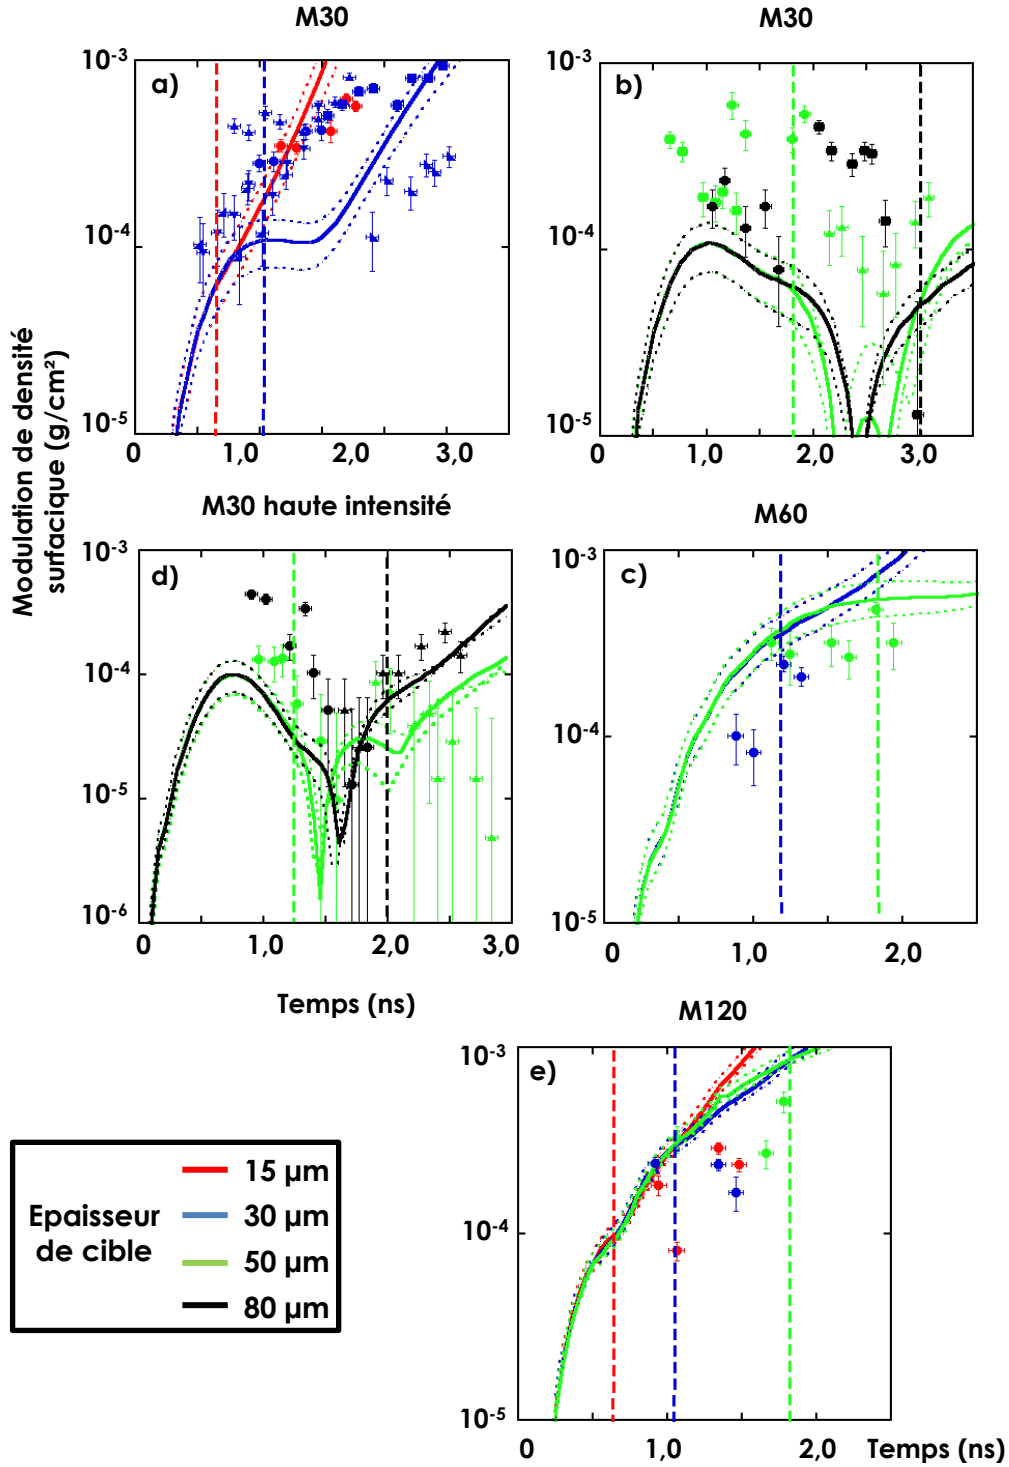 M30
M30
10-3
a)
10-4
10-5
0
1,0
2,0
3,0
10-3
b)
10-4
10-5
0
1,0
2,0
3,0
Modulation de densité
surfacique (g/cm²)
M30 haute intensité
M60
10-3
d)
10-4
10-5
10-6
0
1,0
2,0
3,0
Temps (ns)
10-3
c)
10-4
10-5
0
1,0
2,0
M120
10-3
e)
10-4
10-5
0
1,0
2,0
Temps (ns)
Epaisseur
de cible
15 µm
30 µm
50 µm
80 µm